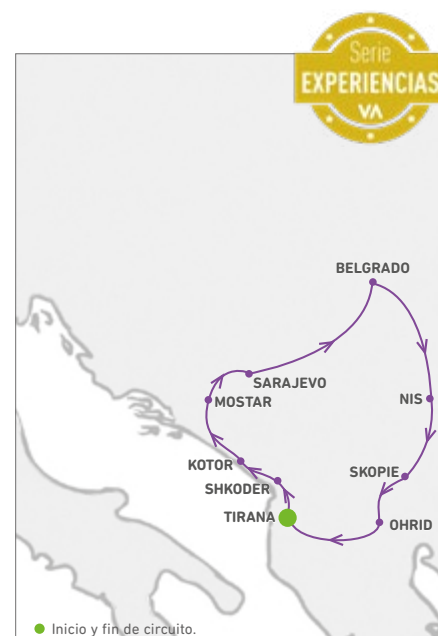 Serie
EXPERIENCIAS
VA
BELGRADO
SARAJEVO
MOSTAR
NIS
KOTOR
SKOPIE
SHKODER
TIRANA
OHRID
Inicio y fin de circuito.